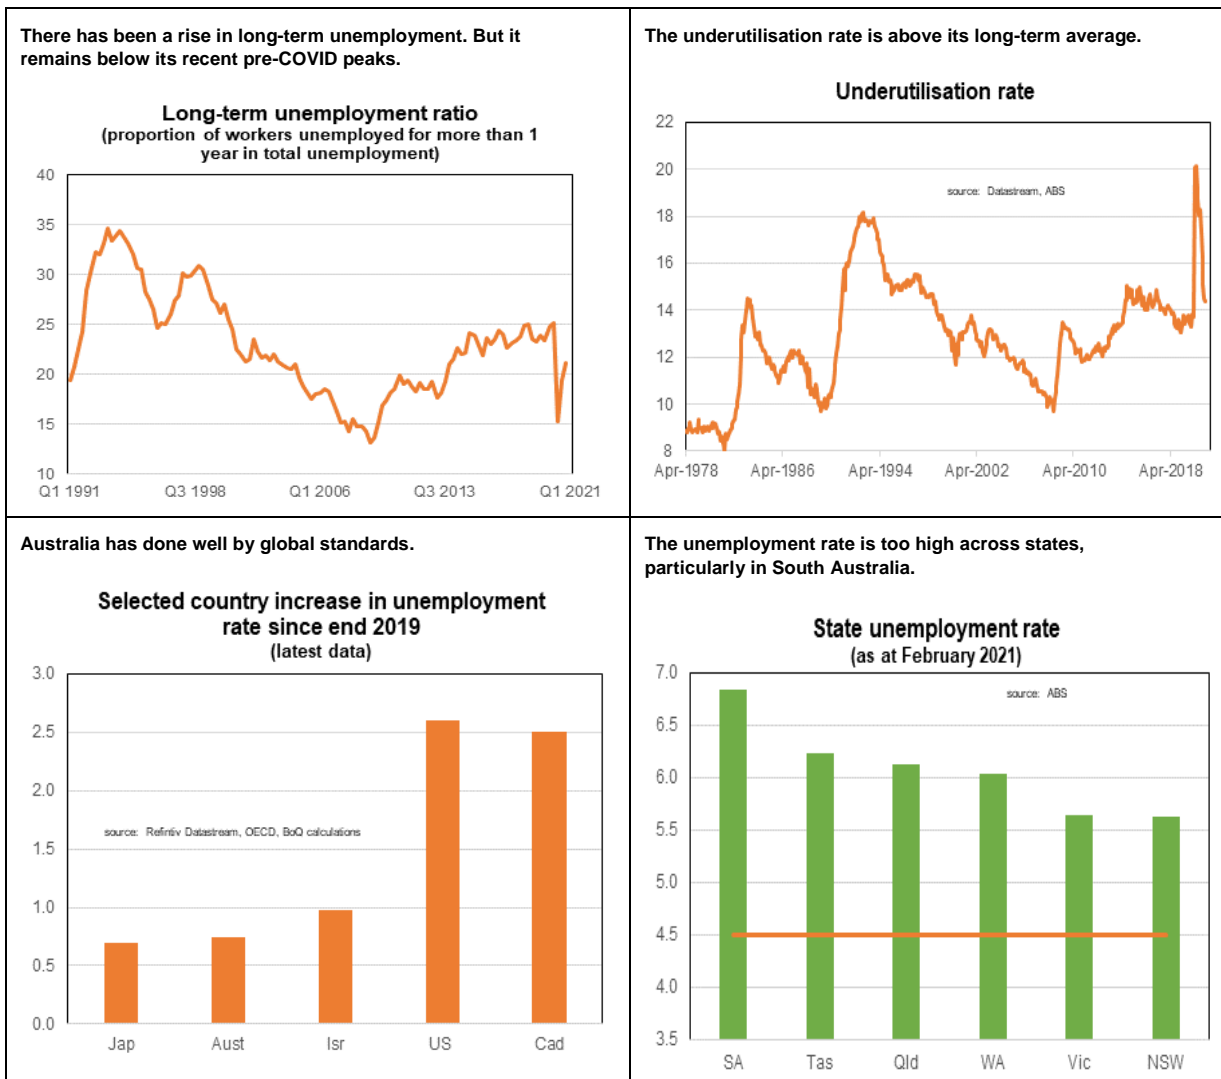 There has been a rise in long-term unemployment. But it
remains below its recent pre-COVID peaks.
Long-term unemployment ratio
(proportion of workers unemployed for more than 1
year in total unemployment)
40
35
30
25
20
15
10
Q1 1991
Q3 1998
Q1 2006
Q3 2013
Q1 2021
The underutilisation rate is above its long-term average.
Underutilisation rate
22
20
18
16
14
12
10
8
source: Datastream, ABS
Apr-1978
Apr-1986
Apr-1994
Apr-2002
Apr-2010
Apr-2018
Australia has done well by global standards.
Selected country increase in unemployment
rate since end 2019
(latest data)
3.0
2.5
2.0
1.5
1.0
0.5
0.0
source: Refintiv Datastream, OECD, BoQ calculations
Jap
Aust
Isr
US
Cad
The unemployment rate is too high across states,
particularly in South Australia.
State unemployment rate
(as at February 2021)
7.0
6.5
6.0
5.5
5.0
4.5
4.0
3.5
source: ABS
SA
Tas
Qld
WA
Vic
NSW